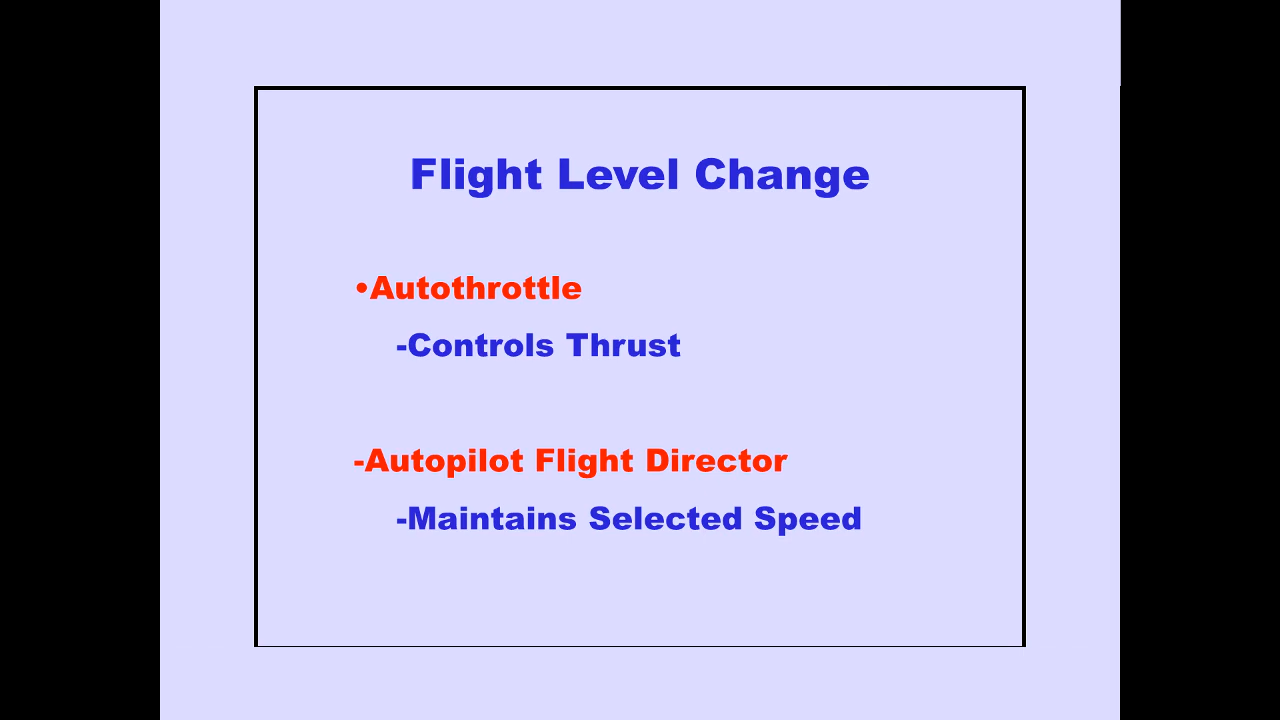 Flight Level Change
•Autothrottle
-Controls Thrust
-Autopilot Flight Director
-Maintains Selected Speed